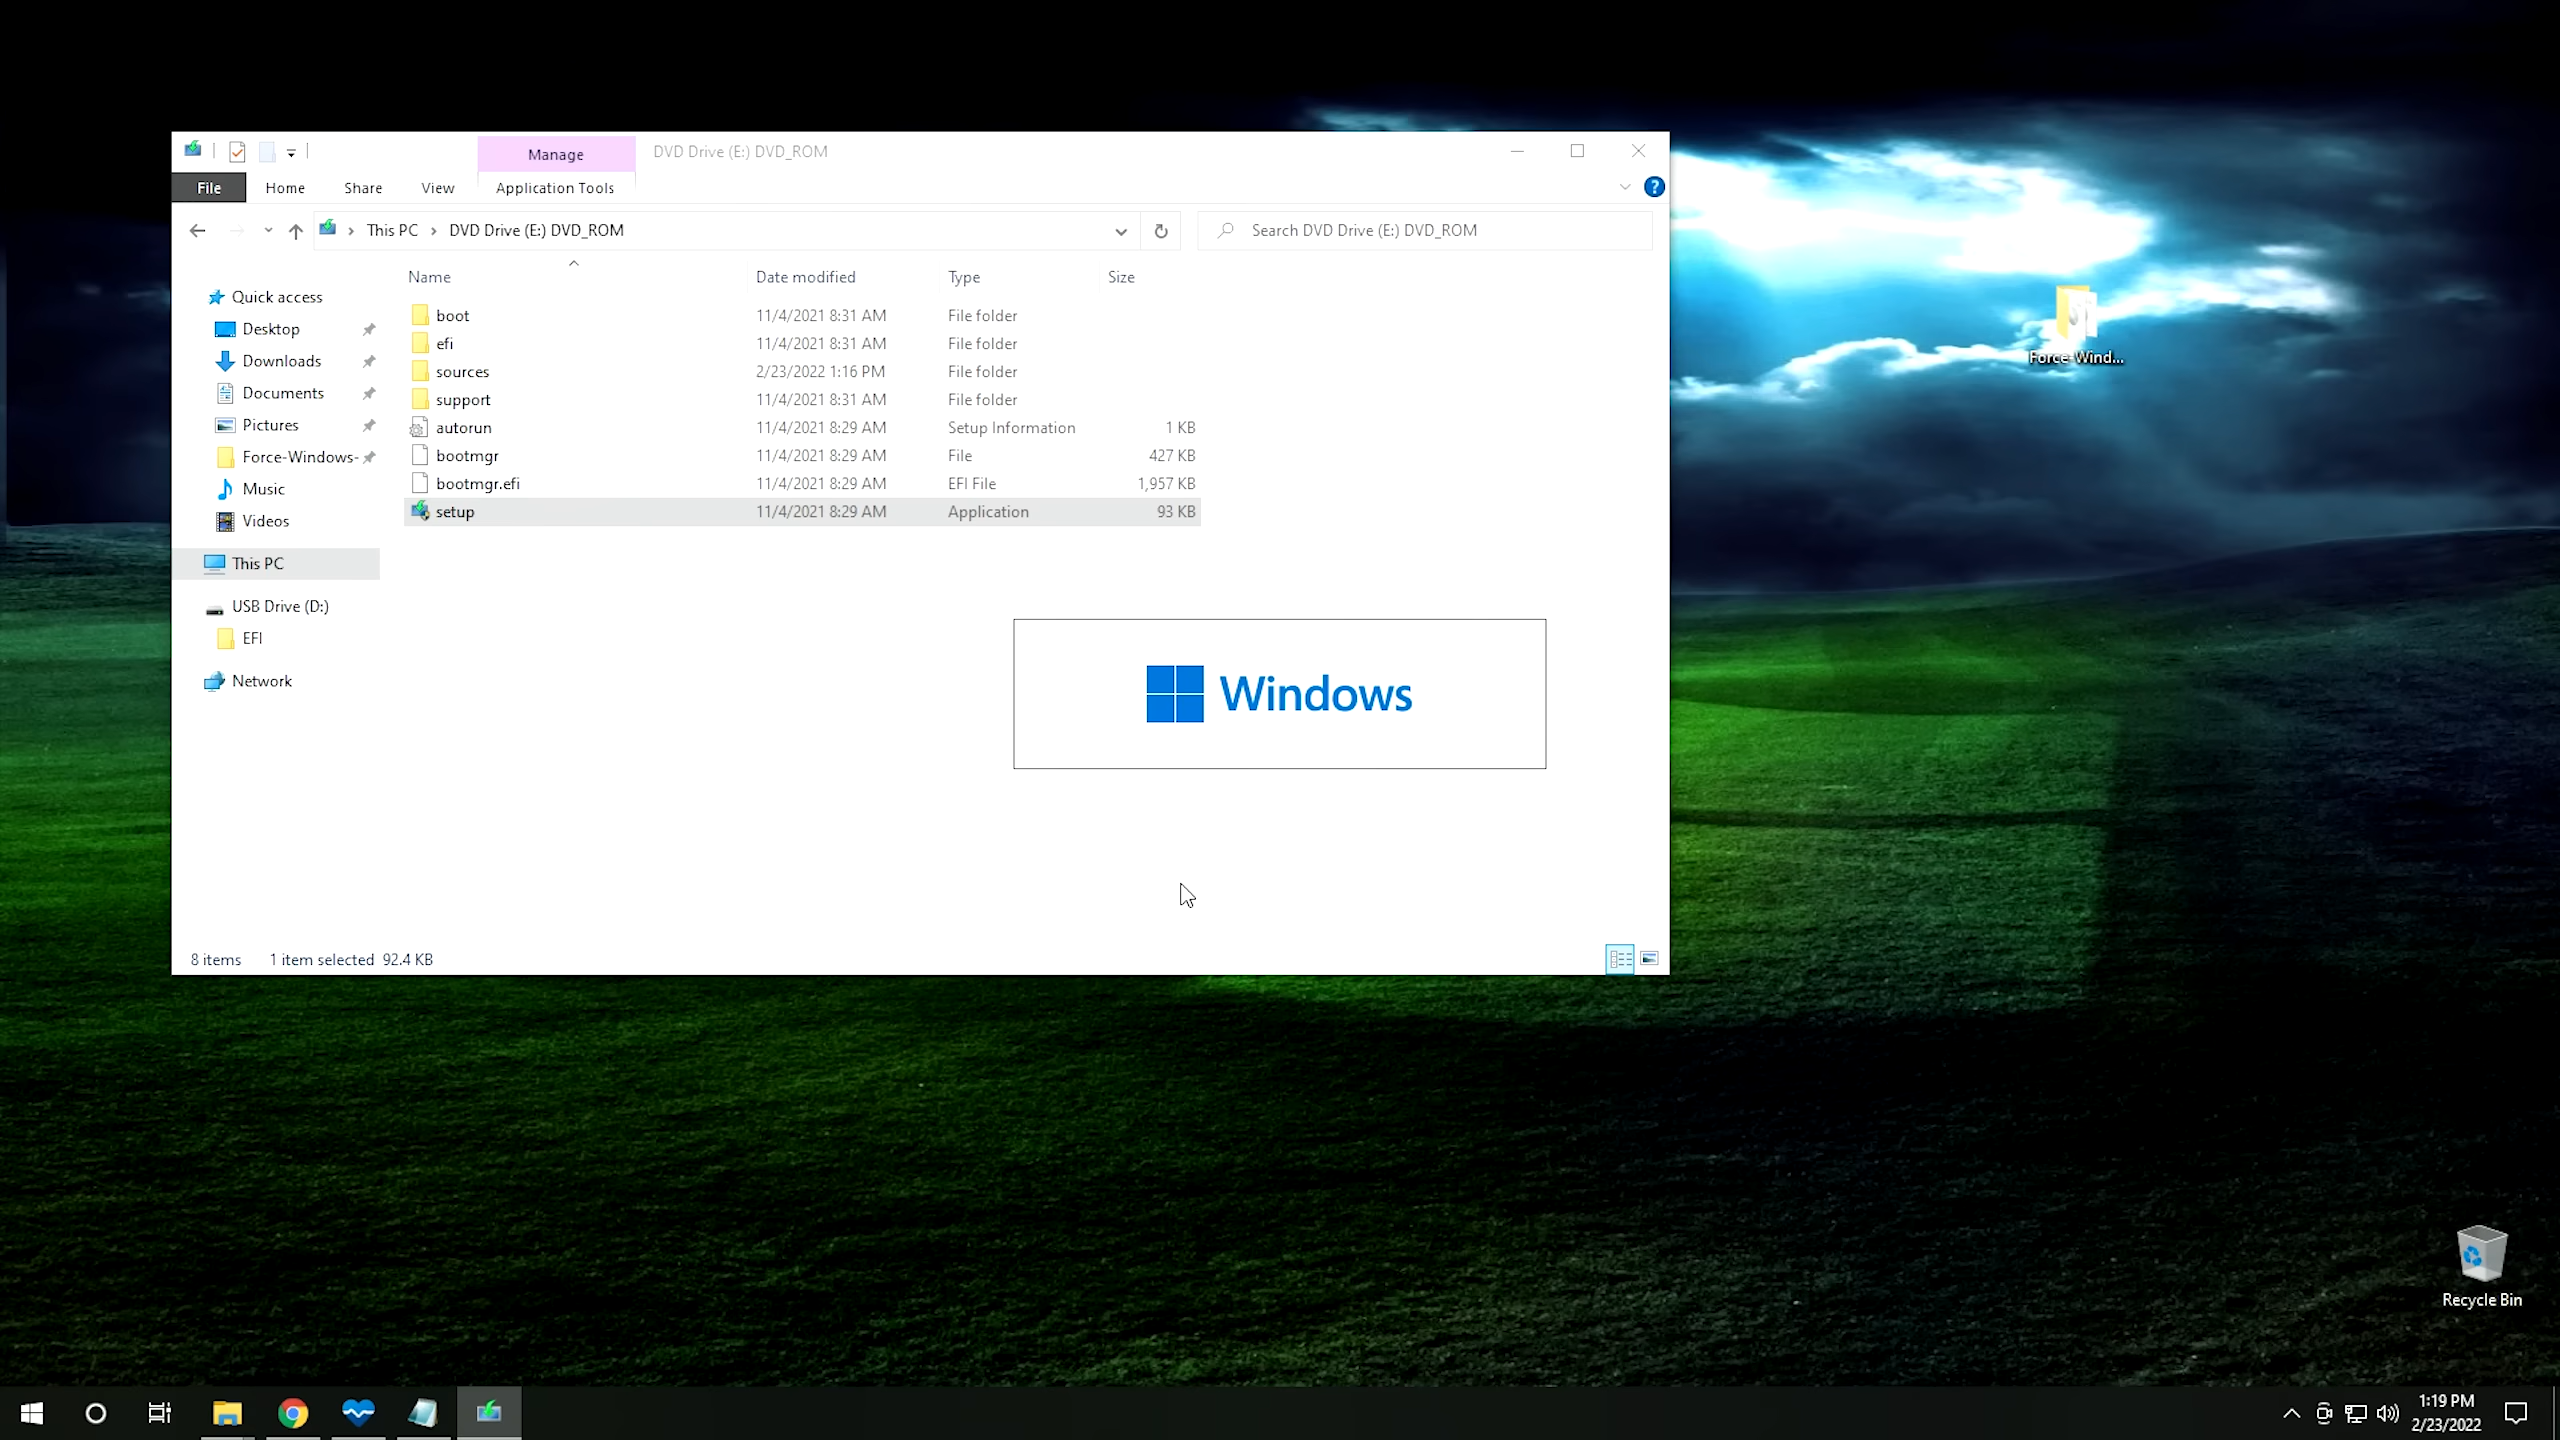 Manage
DVD Drive (E:) DVD_ROM
File
Home
Share
View
Application Tools
?
This PC
DVD Drive (E:) DVD_ROM
Search DVD Drive (E:) DVD_ROM
Name
Date modified
Type
Size
Quick access
Desktop
Downloads
Documents
Pictures
Force-Windows-
Music
Videos
This PC
USB Drive (D:)
EFI
Network
boot 11/4/2021 8:31 AM File folder
efi 11/4/2021 8:31 AM File folder
sources 2/23/2022 1:16 PM File folder
support 11/4/2021 8:31 AM File folder
autorun 11/4/2021 8:29 AM Setup Information 1 KB
bootmgr 11/4/2021 8:29 AM File 427 KB
bootmgr.efi 11/4/2021 8:29 AM EFI File 1,957 KB
setup 11/4/2021 8:29 AM Application 93 KB
Windows
8 items 1 item selected 92.4 KB
Force-Wind...
Recycle Bin
1:19 PM
2/23/2022